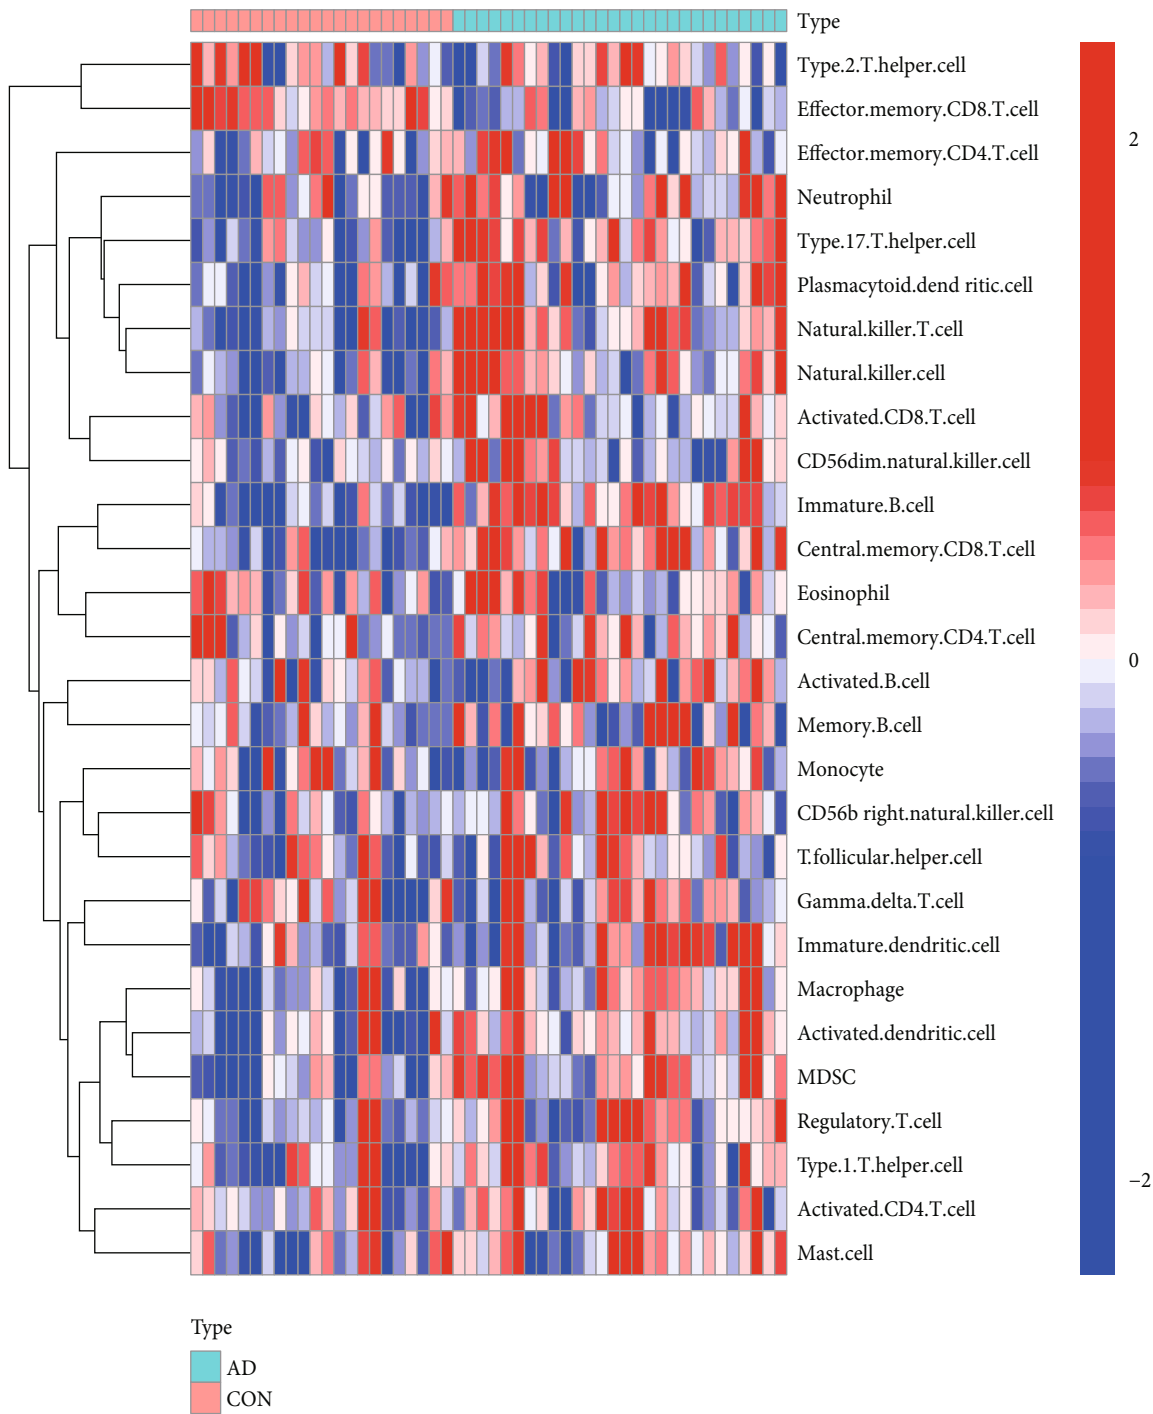 Type
Type.2.T.helper.cell
Effector.memory.CD8.T.cell
Effector.memory.CD4.T.cell
Neutrophil
Type.17.T.helper.cell
Plasmacytoid.dend ritic.cell
Natural.killer.T.cell
Natural.killer.cell
Activated.CD8.T.cell
CD56dim.natural.killer.cell
Immature.B.cell
Central.memory.CD8.T.cell
Eosinophil
Central.memory.CD4.T.cell
Activated.B.cell
Memory.B.cell
Monocyte
CD56b right.natural.killer.cell
T.follicular.helper.cell
Gamma.delta.T.cell
Immature.dendritic.cell
Macrophage
Activated.dendritic.cell
MDSC
Regulatory.T.cell
Type.1.T.helper.cell
Activated.CD4.T.cell
Mast.cell
2
0
−2
Type
AD
CON